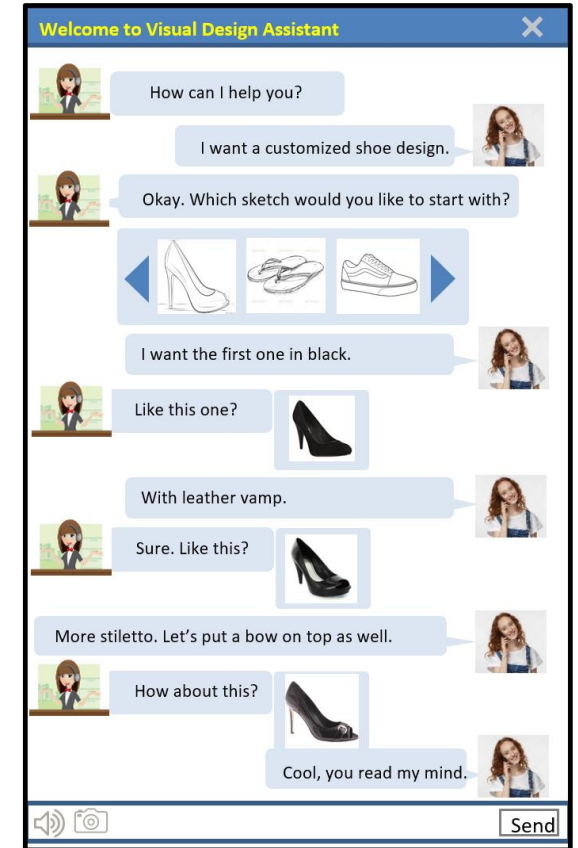 Welcome to Visual Design Assistant
How can I help you?
I want a customized shoe design.
Okay. Which sketch would you like to start with?
I want the first one in black.
Like this one?
With leather vamp.
Sure. Like this?
More stiletto. Let's put a bow on top as well.
How about this?
Cool, you read my mind.
Send